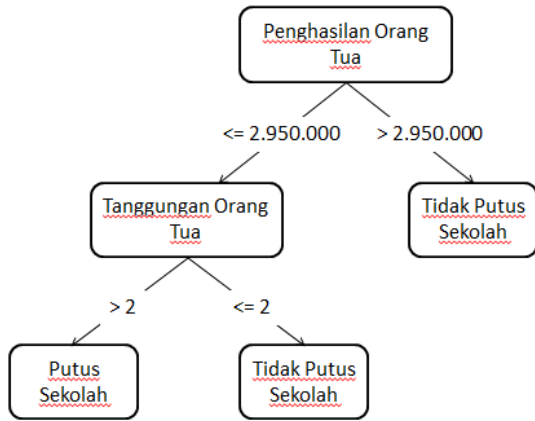 Penghasilan Orang
Tua
<= 2.950.000
> 2.950.000
Tanggungan Orang
Tua
Tidak Putus
Sekolah
> 2
<= 2
Putus
Sekolah
Tidak Putus
Sekolah